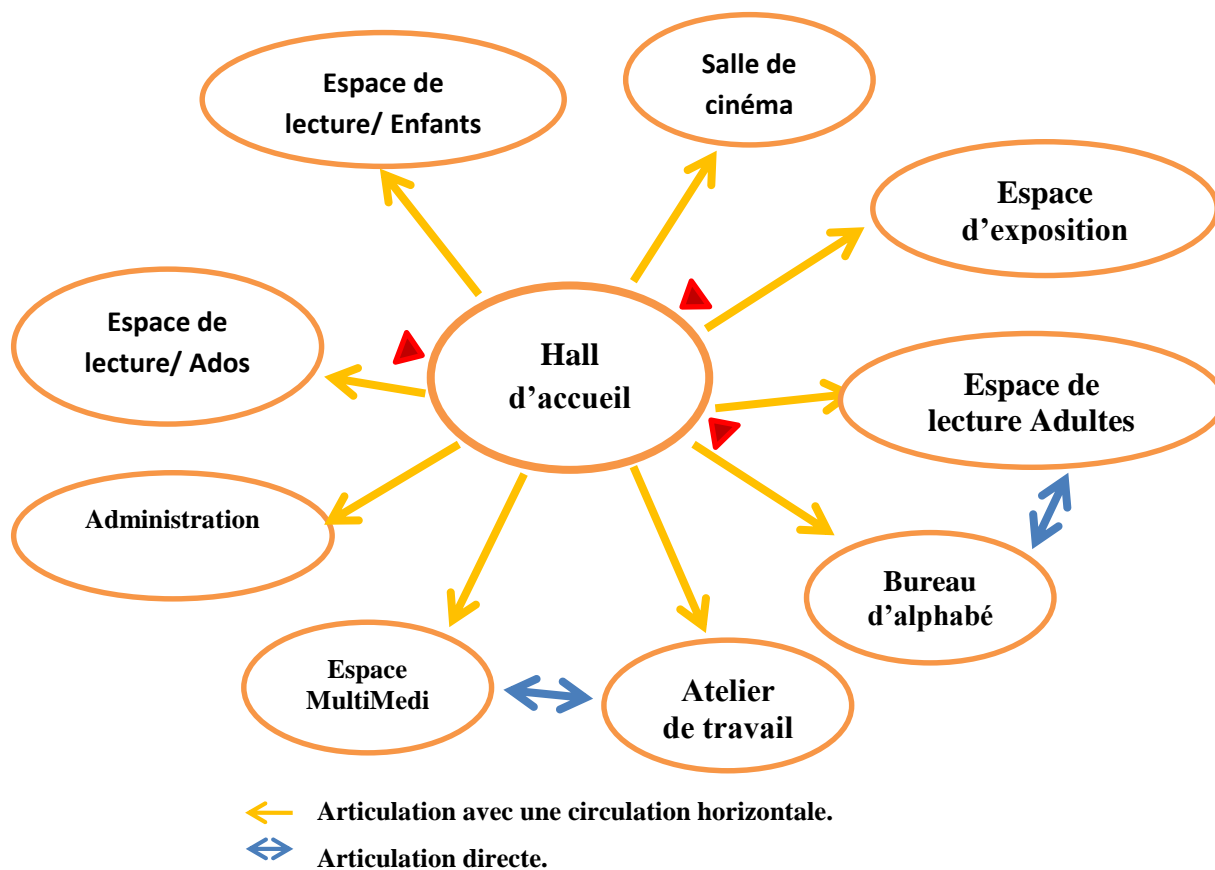 Espace de
lecture/ Enfants
Salle de
cinéma
Espace
d’exposition
Espace de
lecture/ Ados
Hall
d’accueil
Espace de
lecture Adultes
Administration
Bureau
d’alphabé
Espace
MultiMedi
Atelier
de travail
Articulation avec une circulation horizontale.
Articulation directe.